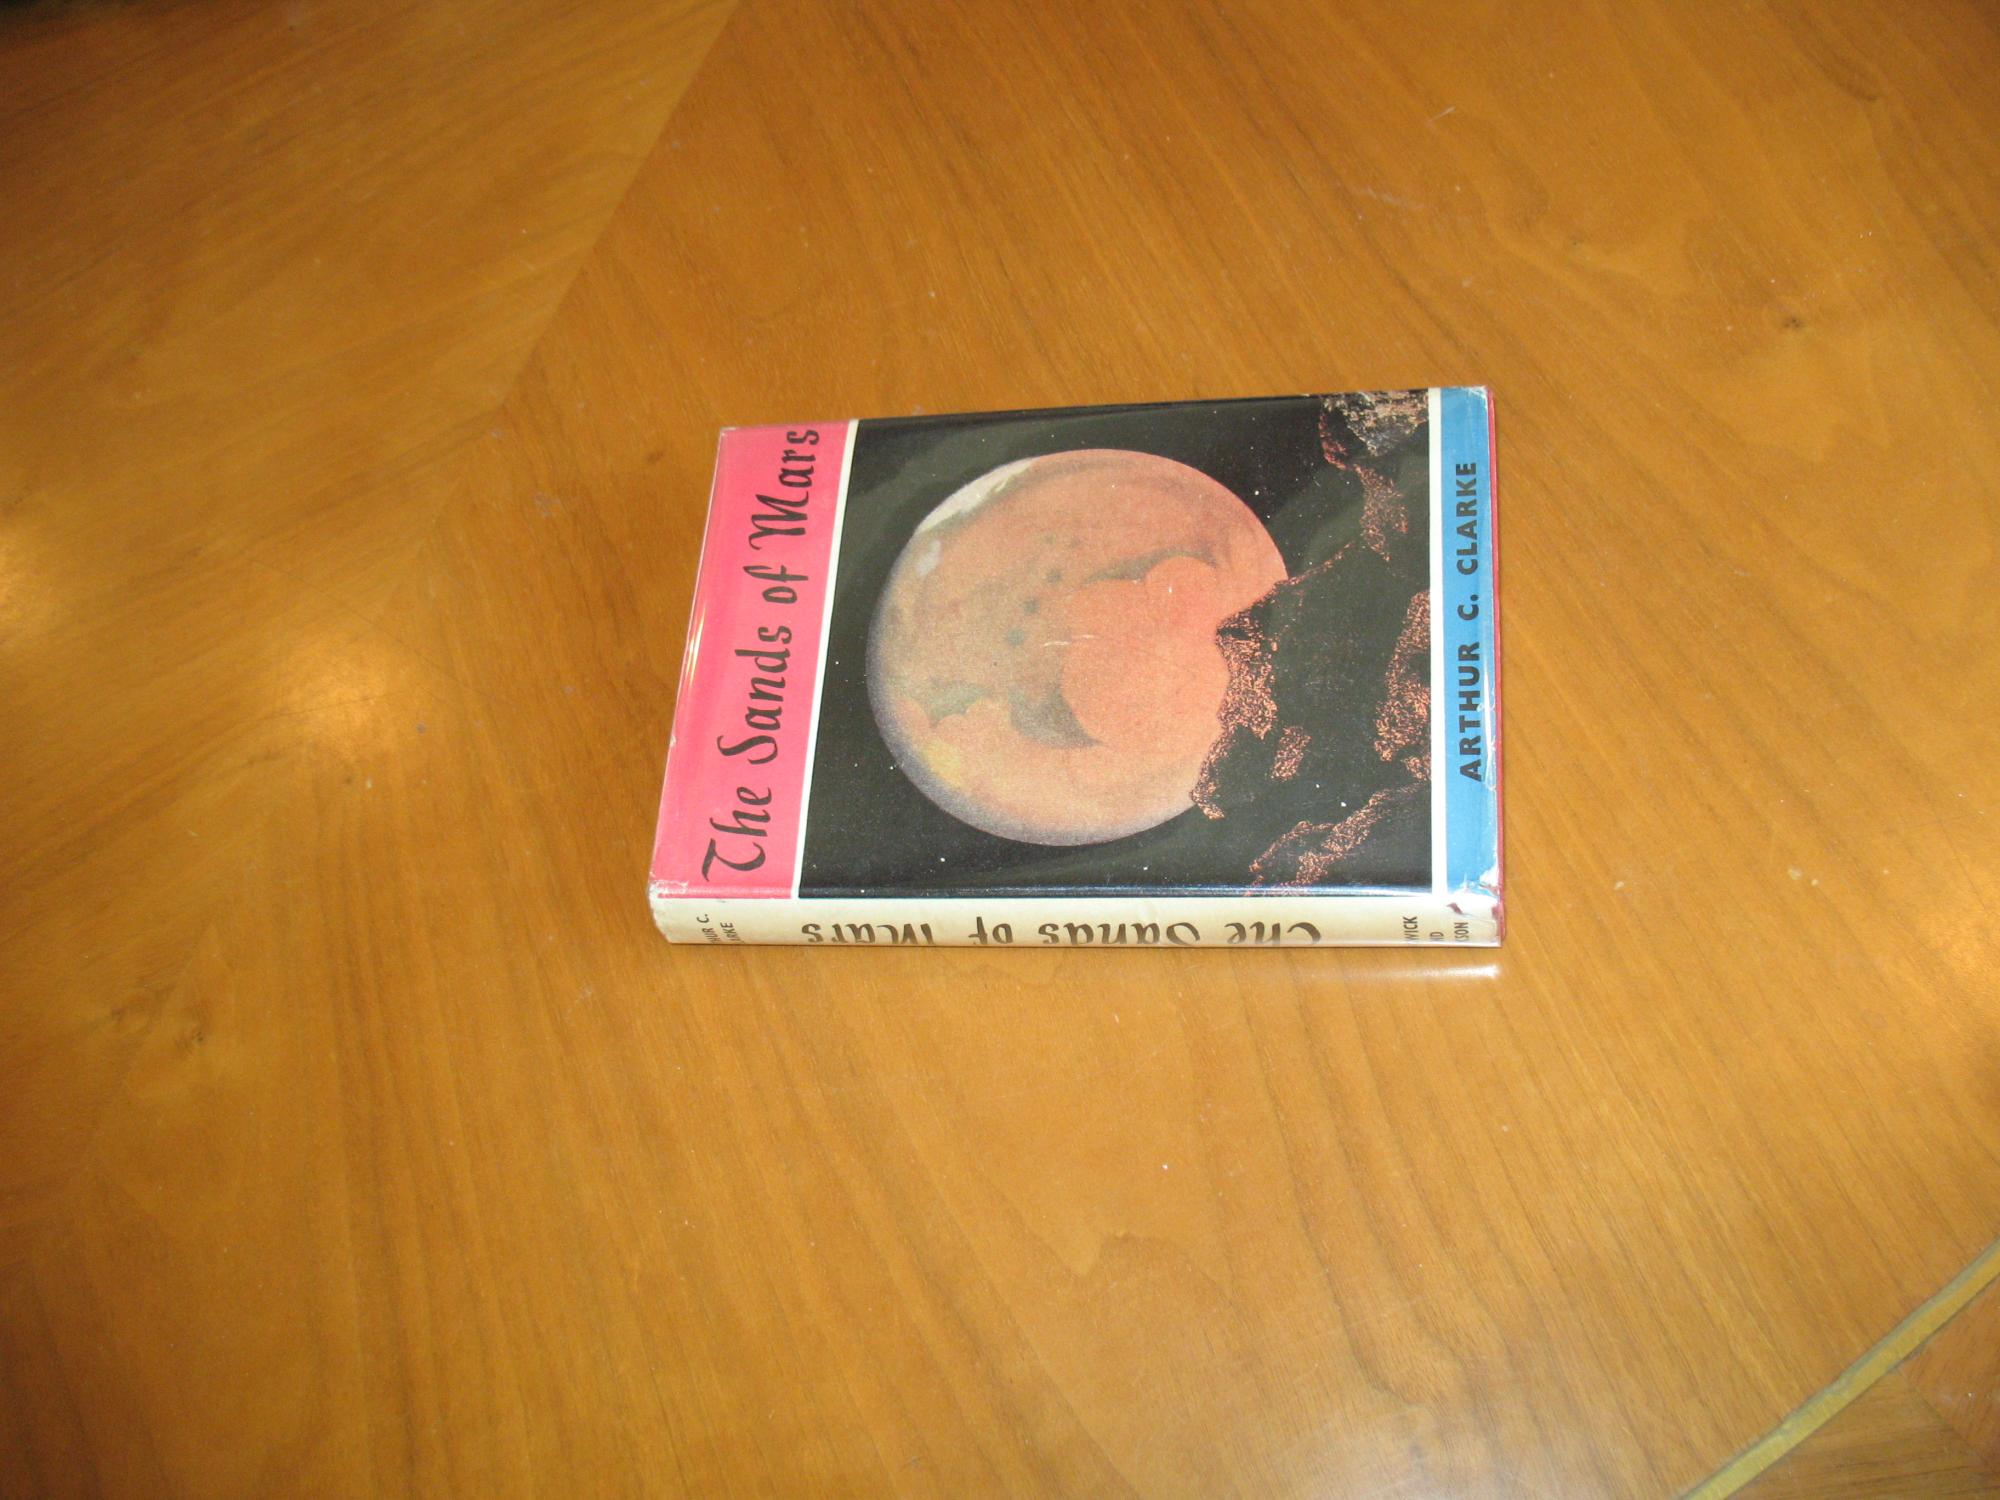 The Sands of Mars
ARTHUR C. CLARKE
The Sands of Mars